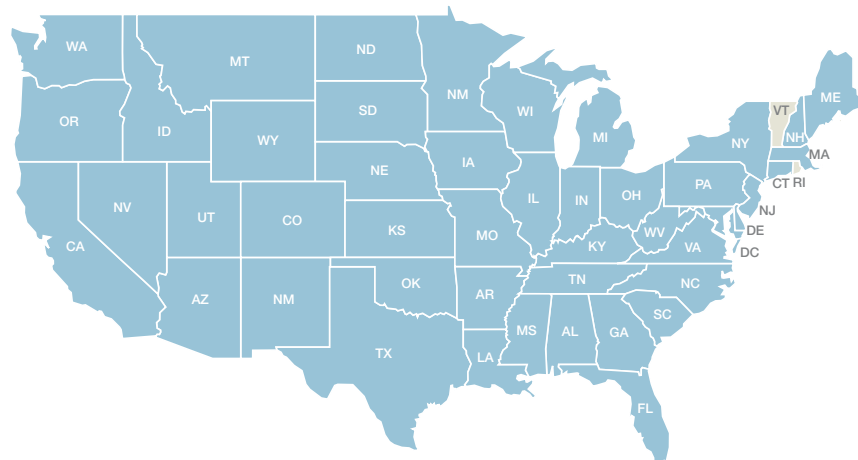 WA
MT
ND
NM
OR
ID
SD
WI
MI
VT
ME
NH
NY
MA
WY
NE
IA
PA
CT
RI
NV
UT
CO
IL
IN
OH
NJ
CA
KS
MO
WV
VA
DE
KY
DC
AZ
NM
OK
AR
TN
NC
TX
LA
MS
AL
GA
SC
FL